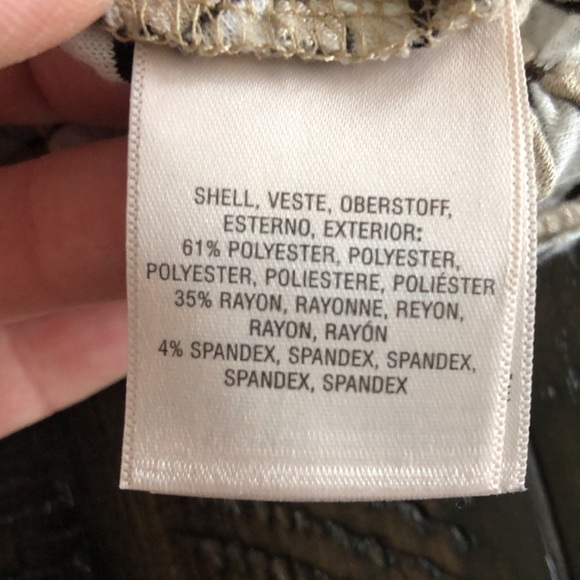 SHELL, VESTE, OBERSTOFF,
ESTERNO, EXTERIOR:
61% POLYESTER, POLYESTER,
POLYESTER, POLIESTERE, POLIÉSTER
35% RAYON, RAYONNE, REYON,
RAYON, RAYÓN
4% SPANDEX, SPANDEX, SPANDEX,
SPANDEX, SPANDEX